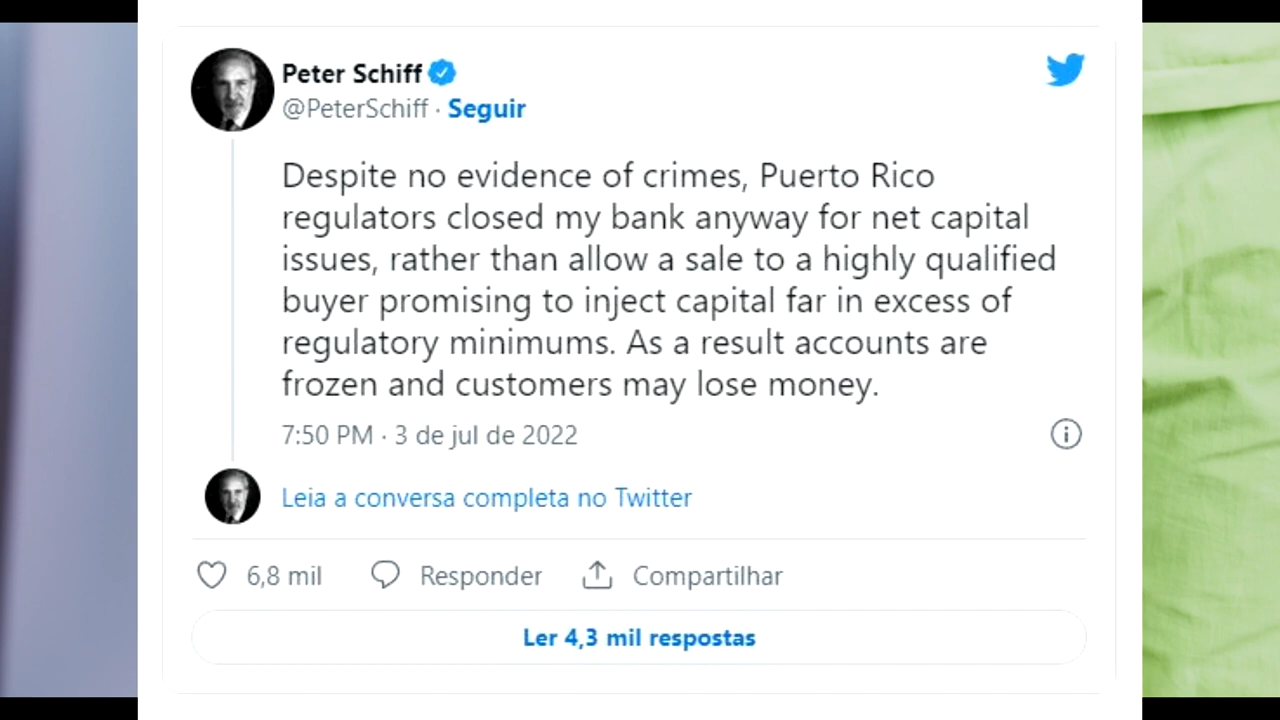 Peter Schiff
@PeterSchiff · Seguir
Despite no evidence of crimes, Puerto Rico
regulators closed my bank anyway for net capital
issues, rather than allow a sale to a highly qualified
buyer promising to inject capital far in excess of
regulatory minimums. As a result accounts are
frozen and customers may lose money.
7:50 PM · 3 de jul de 2022
Leia a conversa completa no Twitter
6,8 mil Responder Compartilhar
Ler 4,3 mil respostas